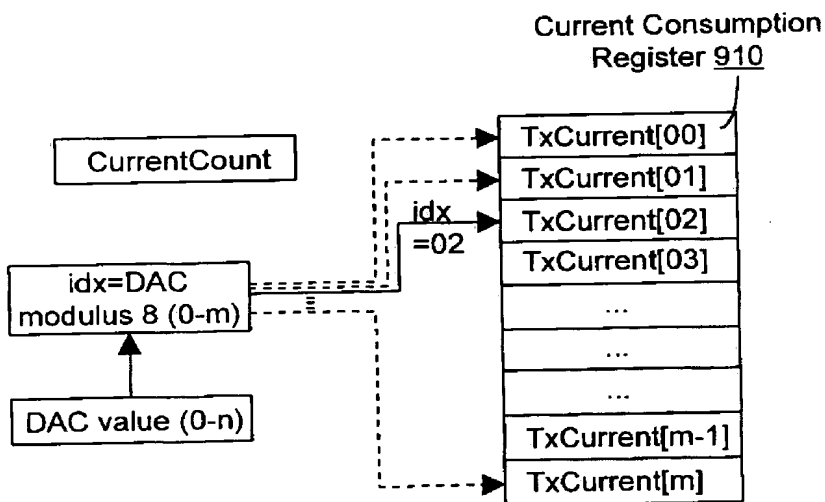 Current Consumption
Register 910
CurrentCount
idx=DAC
modulus 8 (0-m)
DAC value (0-n)
idx
=02
TxCurrent[00]
TxCurrent[01]
TxCurrent[02]
TxCurrent[03]
...
...
...
TxCurrent[m-1]
TxCurrent[m]